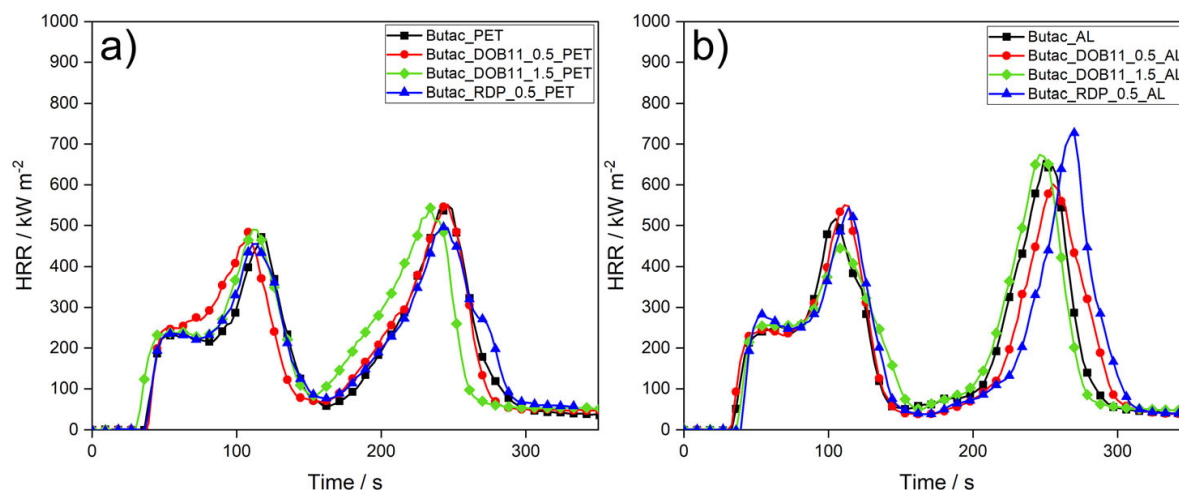 a)
Butac_PET
Butac_DOB11_0.5_PET
Butac_DOB11_1.5_PET
Butac_RDP_0.5_PET
1000
900
800
700
600
500
400
300
200
100
0
HRR / kW m-2
0 100 200 300
Time / s
b)
Butac_AL
Butac_DOB11_0.5_AL
Butac_DOB11_1.5_AL
Butac_RDP_0.5_AL
1000
900
800
700
600
500
400
300
200
100
0
HRR / kW m-2
0 100 200 300
Time / s